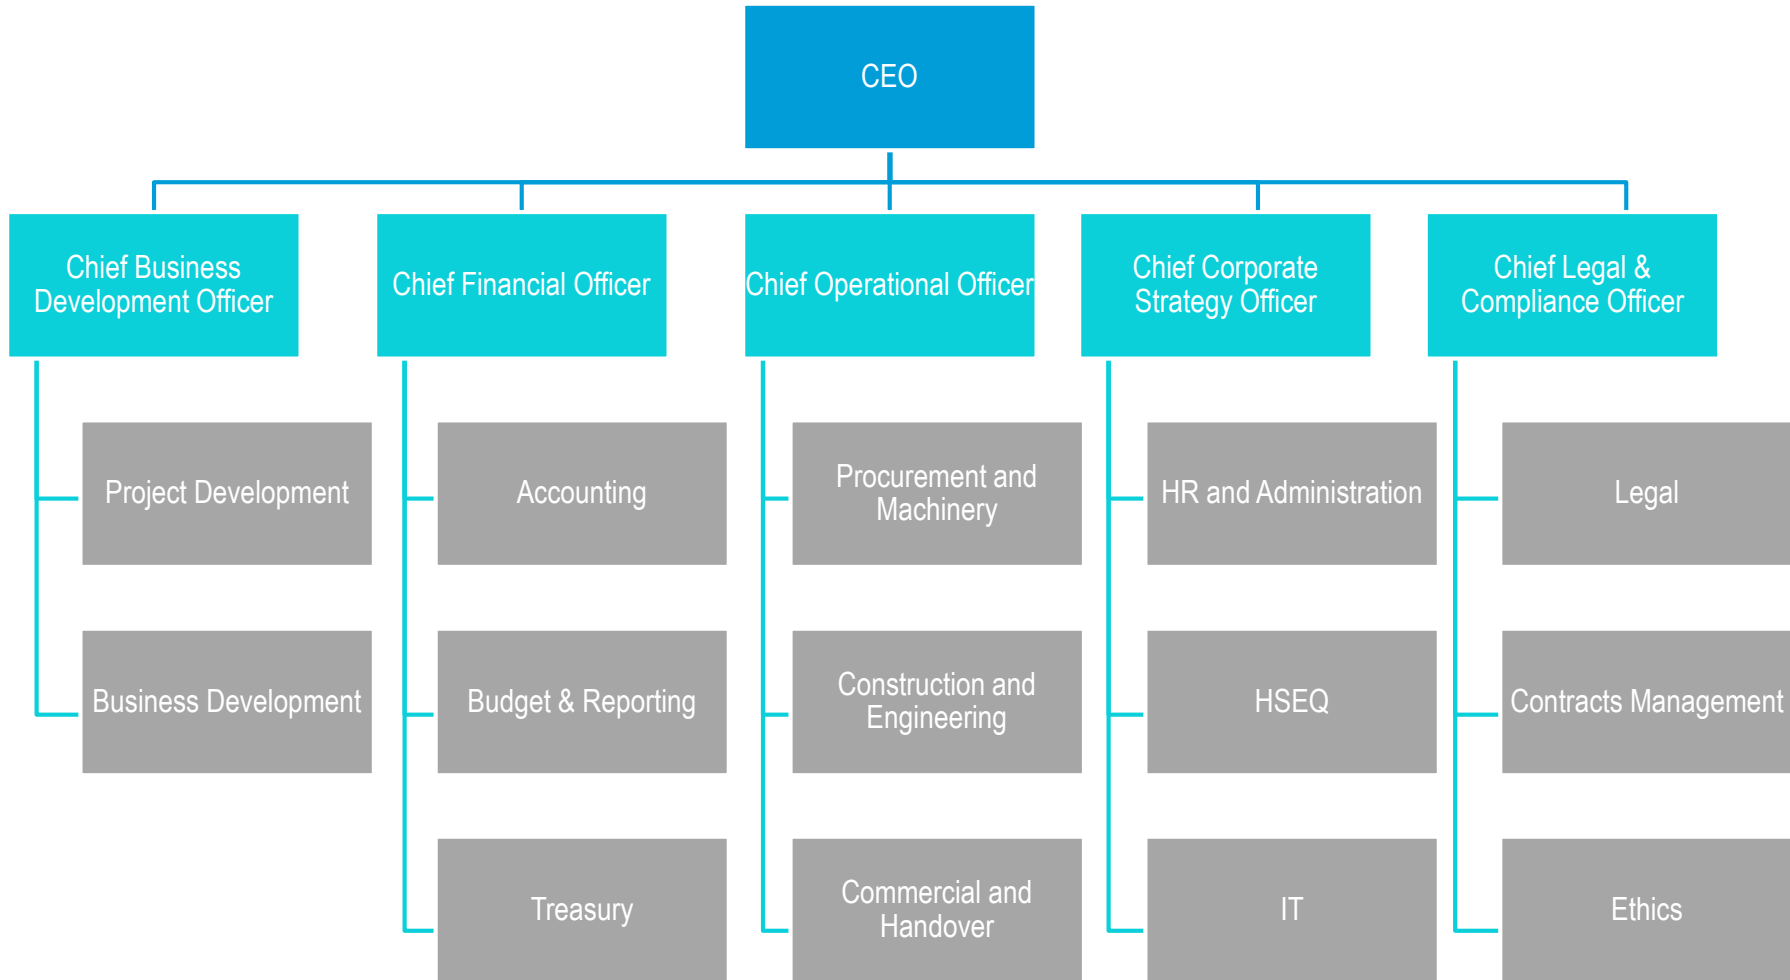 CEO
Chief Business
Development Officer
Chief Financial Officer
Chief Operational Officer
Chief Corporate
Strategy Officer
Chief Legal &
Compliance Officer
Project Development
Accounting
Procurement and
Machinery
HR and Administration
Legal
Business Development
Budget & Reporting
Construction and
Engineering
HSEQ
Contracts Management
Treasury
Commercial and
Handover
IT
Ethics